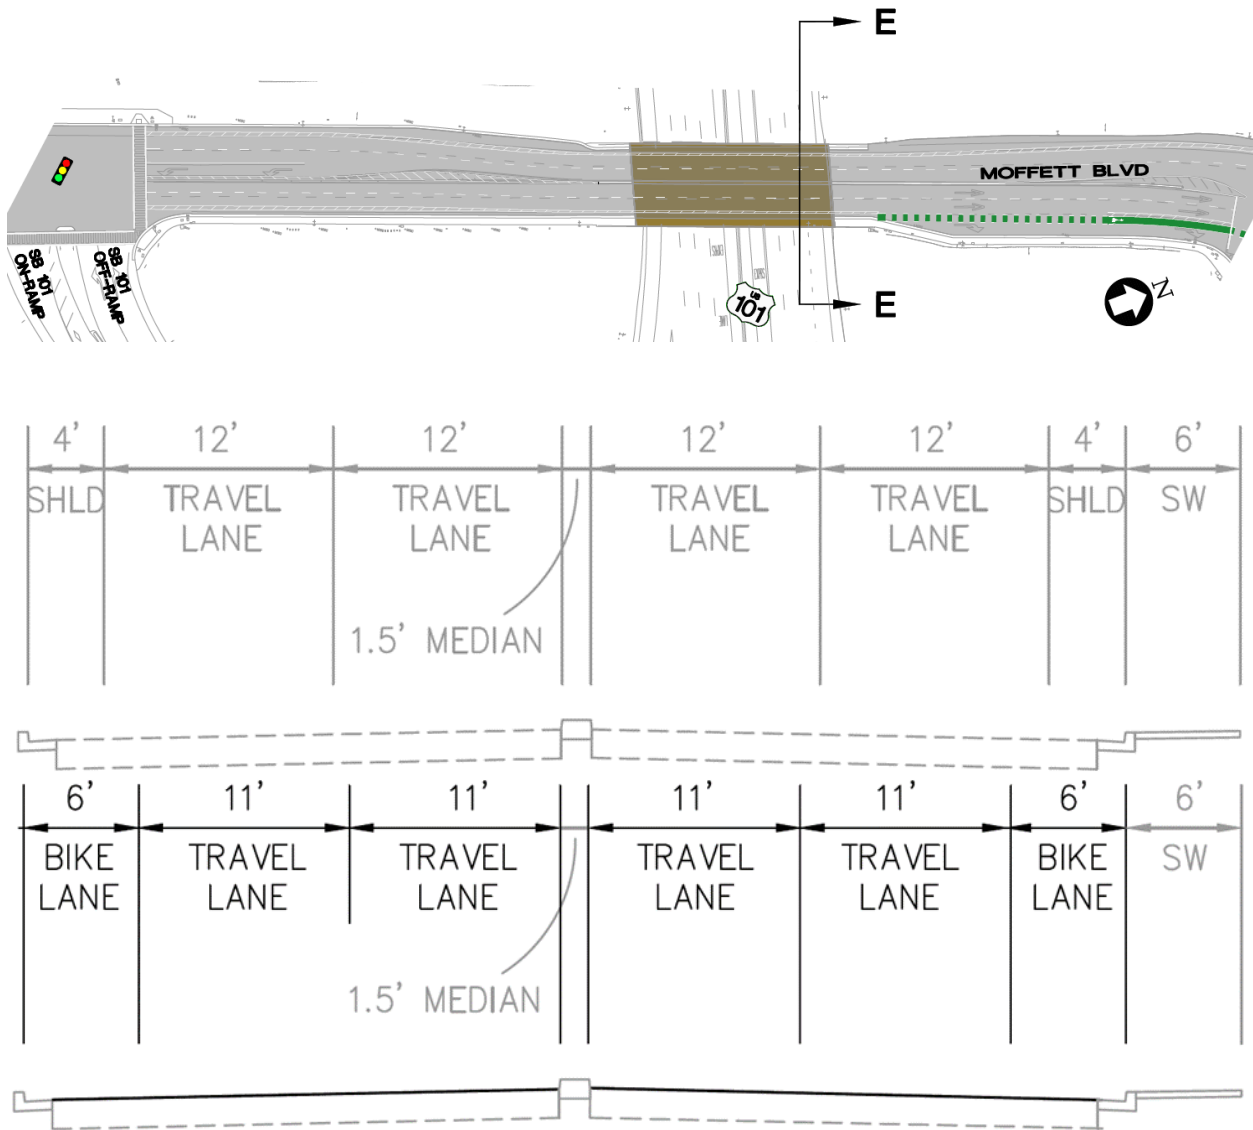 E
MOFFETT BLVD
SB 101
ON-RAMP
SB 101
OFF-RAMP
US
101
E
N
4' 12' 12' 12' 12' 4' 6'
SHLD TRAVEL TRAVEL TRAVEL TRAVEL SHLD SW
LANE LANE LANE LANE
1.5' MEDIAN
6' 11' 11' 11' 11' 6' 6'
BIKE TRAVEL TRAVEL TRAVEL TRAVEL BIKE SW
LANE LANE LANE LANE LANE LANE
1.5' MEDIAN